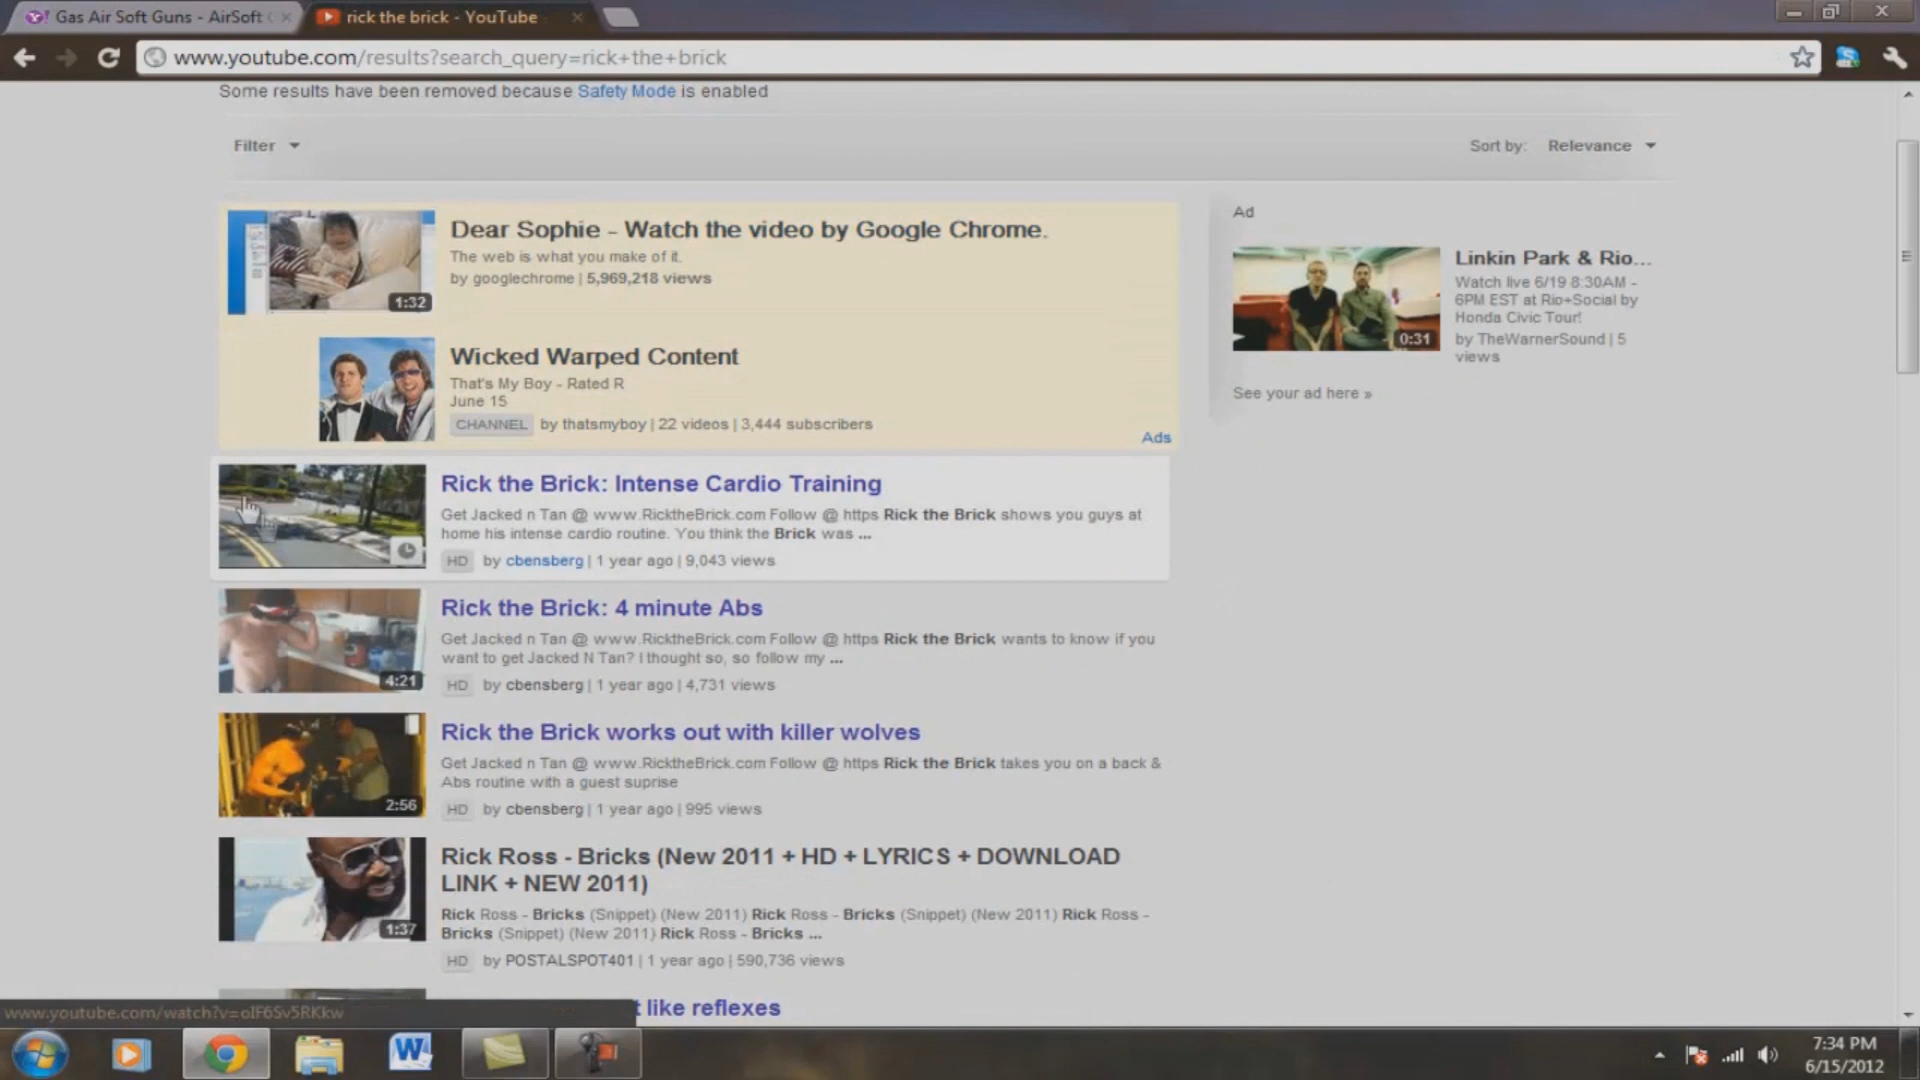 Gas Air Soft Guns - AirSoft
rick the brick - YouTube
www.youtube.com/results?search_query=rick+the+brick
Some results have been removed because Safety Mode is enabled
Filter
Sort by: Relevance
Dear Sophie - Watch the video by Google Chrome.
The web is what you make of it.
by googlechrome | 5,969,218 views
1:32
Wicked Warped Content
That's My Boy - Rated R
June 15
CHANNEL by thatsmyboy | 22 videos | 3,444 subscribers
Ads
Ad
Linkin Park & Rio...
Watch live 6/19 8:30AM -
6PM EST at Rio+Social by
Honda Civic Tour!
by TheWarnerSound | 5
views
0:31
See your ad here »
Rick the Brick: Intense Cardio Training
Get Jacked n Tan @ www.RicktheBrick.com Follow @ https Rick the Brick shows you guys at
home his intense cardio routine. You think the Brick was ...
HD by cbensberg | 1 year ago | 9,043 views
Rick the Brick: 4 minute Abs
Get Jacked n Tan @ www.RicktheBrick.com Follow @ https Rick the Brick wants to know if you
want to get Jacked N Tan? I thought so, so follow my ...
4:21
HD by cbensberg | 1 year ago | 4,731 views
Rick the Brick works out with killer wolves
Get Jacked n Tan @ www.RicktheBrick.com Follow @ https Rick the Brick takes you on a back &
Abs routine with a guest suprise
2:56
HD by cbensberg | 1 year ago | 995 views
Rick Ross - Bricks (New 2011 + HD + LYRICS + DOWNLOAD
LINK + NEW 2011)
Rick Ross - Bricks (Snippet) (New 2011) Rick Ross - Bricks (Snippet) (New 2011) Rick Ross -
Bricks (Snippet) (New 2011) Rick Ross - Bricks ...
1:37
HD by POSTALSPOT401 | 1 year ago | 590,736 views
like reflexes
www.youtube.com/watch?v=oIF6Sv5RKkw
7:34 PM
6/15/2012